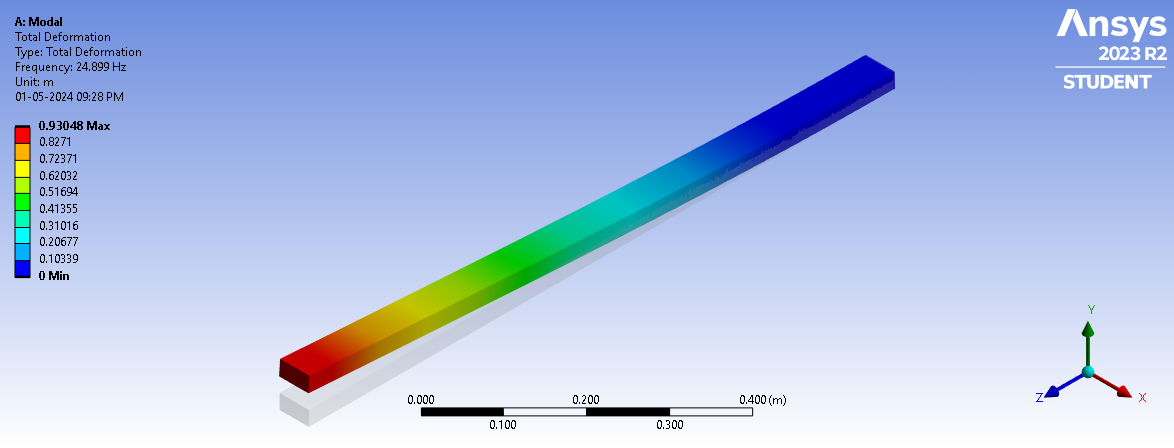 A: Modal
Total Deformation
Type: Total Deformation
Frequency: 24.899 Hz
Unit: m
01-05-2024 09:28 PM
0.93048 Max
0.8271
0.72371
0.62032
0.51694
0.41355
0.31016
0.20677
0.10339
0 Min
Ansys
2023 R2
STUDENT
0.000 0.200 0.400 (m)
0.100 0.300
Y
Z X